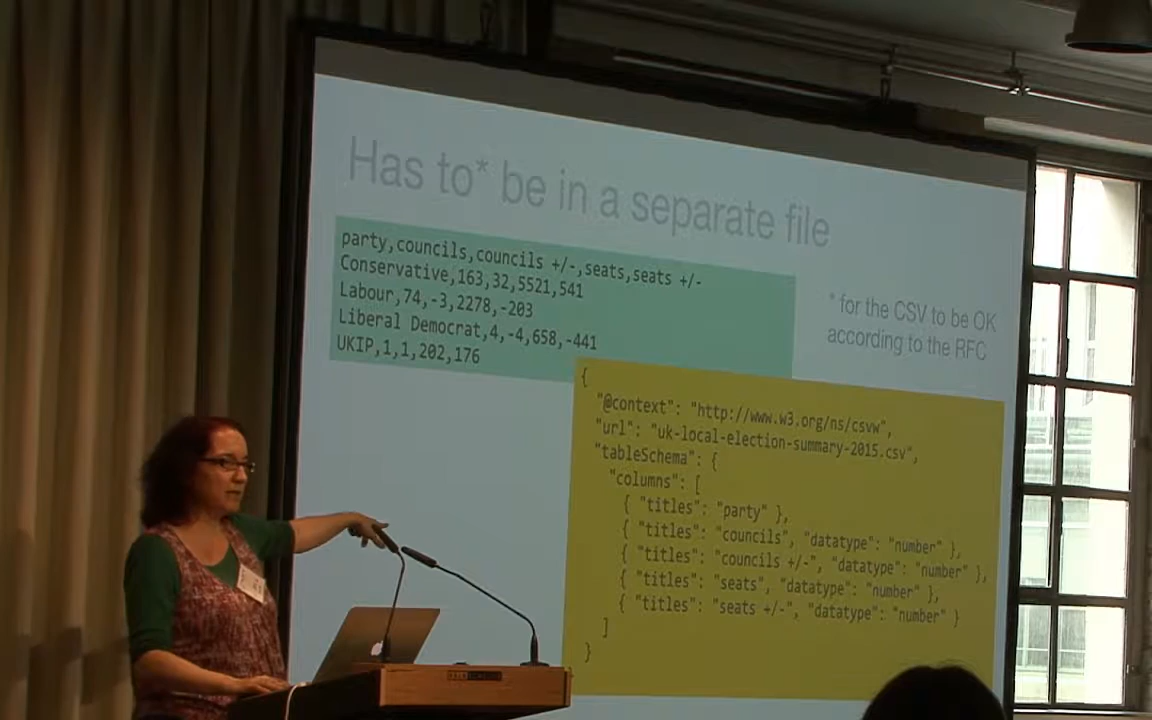 Has to* be in a separate file
party,councils,councils +/-,seats,seats +/-
Conservative,163,32,5521,541
Labour,74,-3,2278,-203
Liberal Democrat,4,-4,658,-441
UKIP,1,1,202,176
* for the CSV to be OK
according to the RFC
{
"@context": "http://www.w3.org/ns/csvw",
"url": "uk-local-election-summary-2015.csv",
"tableSchema": {
"columns": [
{ "titles": "party" },
{ "titles": "councils", "datatype": "number" },
{ "titles": "councils +/-", "datatype": "number" },
{ "titles": "seats", "datatype": "number" },
{ "titles": "seats +/-", "datatype": "number" }
]
}